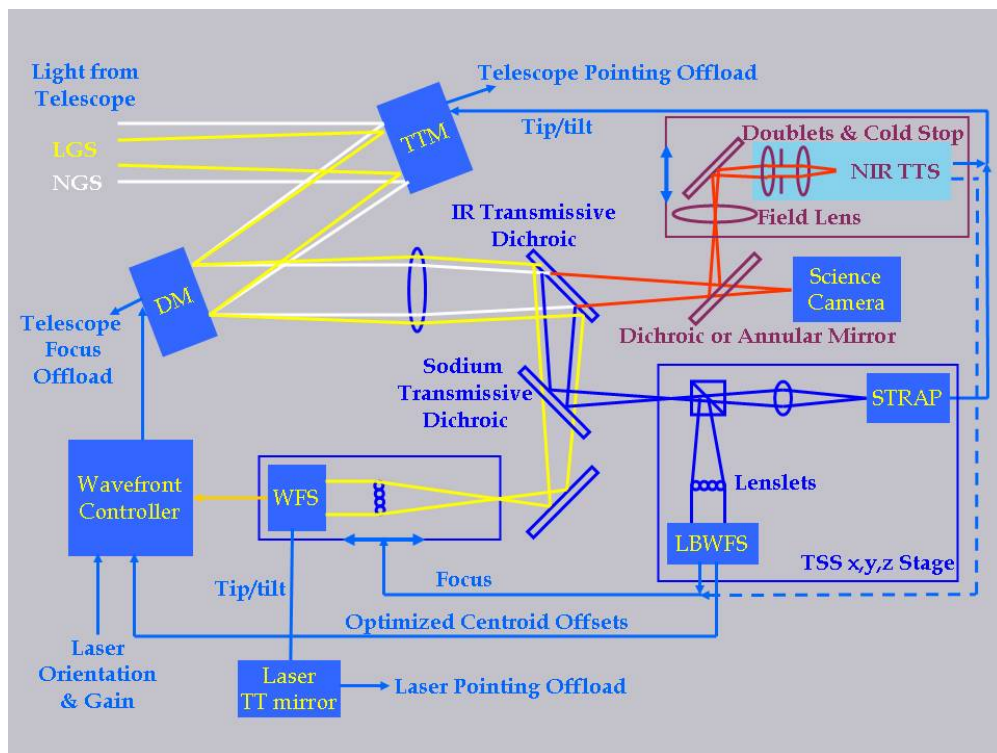 Light from
Telescope
LGS
NGS
TTM
Telescope Pointing Offload
Tip/tilt
Doublets & Cold Stop
NIR TTS
Field Lens
IR Transmissive
Dichroic
Science
Camera
Dichroic or Annular Mirror
DM
Telescope
Focus
Offload
Sodium
Transmissive
Dichroic
STRAP
Lenslets
LBWFS
TSS x,y,z Stage
Wavefront
Controller
WFS
Tip/tilt
Focus
Optimized Centroid Offsets
Laser
Orientation
& Gain
Laser
TT mirror
Laser Pointing Offload